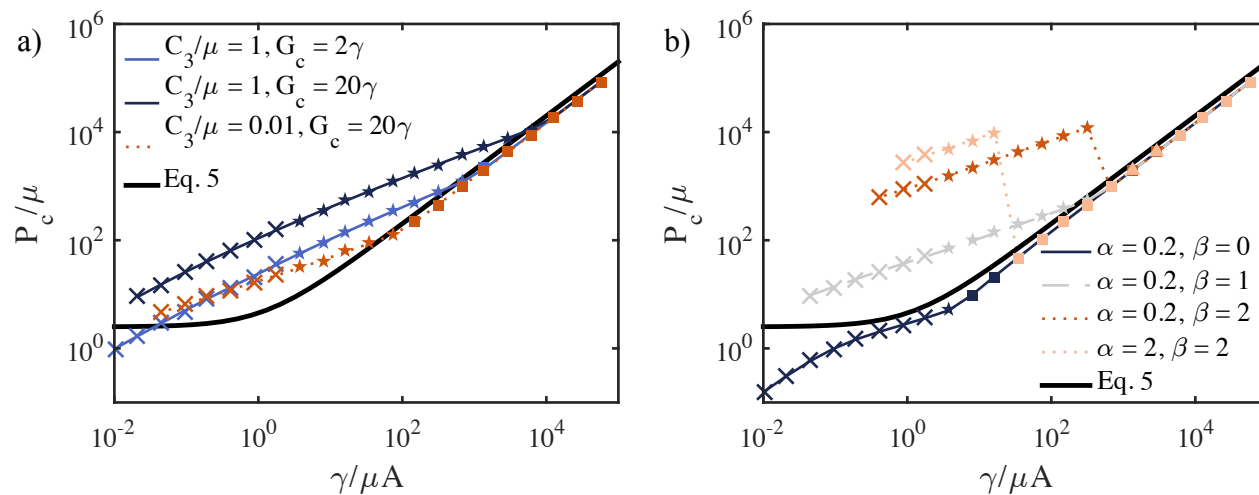 a)
10^6
10^4
10^2
10^0
P_c/μ
C_3/μ = 1, G_c = 2γ
C_3/μ = 1, G_c = 20γ
C_3/μ = 0.01, G_c = 20γ
Eq. 5
10^-2 10^0 10^2 10^4
γ/μA
b)
10^6
10^4
10^2
10^0
P_c/μ
α = 0.2, β = 0
α = 0.2, β = 1
α = 0.2, β = 2
α = 2, β = 2
Eq. 5
10^-2 10^0 10^2 10^4
γ/μA